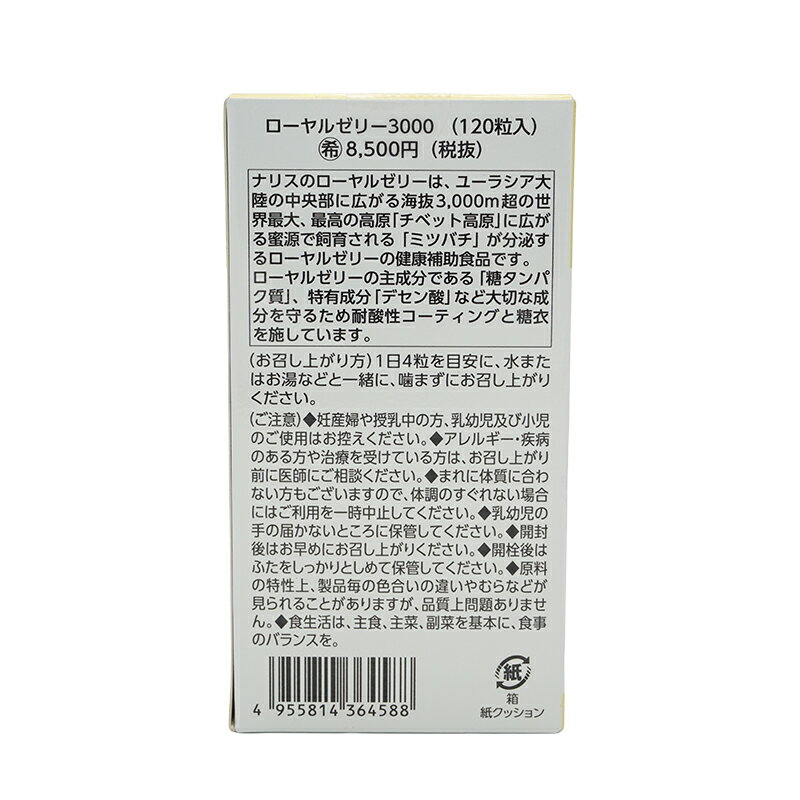 ローヤルゼリー3000 (120粒入)
㊒希 8,500円(税抜)
ナリスのローヤルゼリーは、ユーラシア大
陸の中央部に広がる海抜3,000m超の世
界最大、最高の高原「チベット高原」に広が
る蜜源で飼育される「ミツバチ」が分泌す
るローヤルゼリーの健康補助食品です。
ローヤルゼリーの主成分である「糖タンパ
ク質」、特有成分「デセン酸」など大切な成
分を守るため耐酸性コーティングと糖衣
を施しています。
(お召し上がり方)1日4粒を目安に、水また
はお湯などと一緒に、噛まずにお召し上がり
ください。
(ご注意)◆妊産婦や授乳中の方、乳幼児及び小児
のご使用はお控えください。◆アレルギー・疾病
のある方や治療を受けている方は、お召し上がり
前に医師にご相談ください。◆まれに体質に合わ
ない方もございますので、体調のすぐれない場合
にはご利用を一時中止してください。◆乳幼児の
手の届かないところに保管してください。◆開封
後はお早めにお召し上がりください。◆開栓後は
ふたをしっかりとしめて保管してください。◆原料
の特性上、製品毎の色合いの違いやむらなどが
見られることがありますが、品質上問題ありませ
ん。◆食生活は、主食、主菜、副菜を基本に、食事
のバランスを。
4 955814 364588
紙
箱
紙クッション